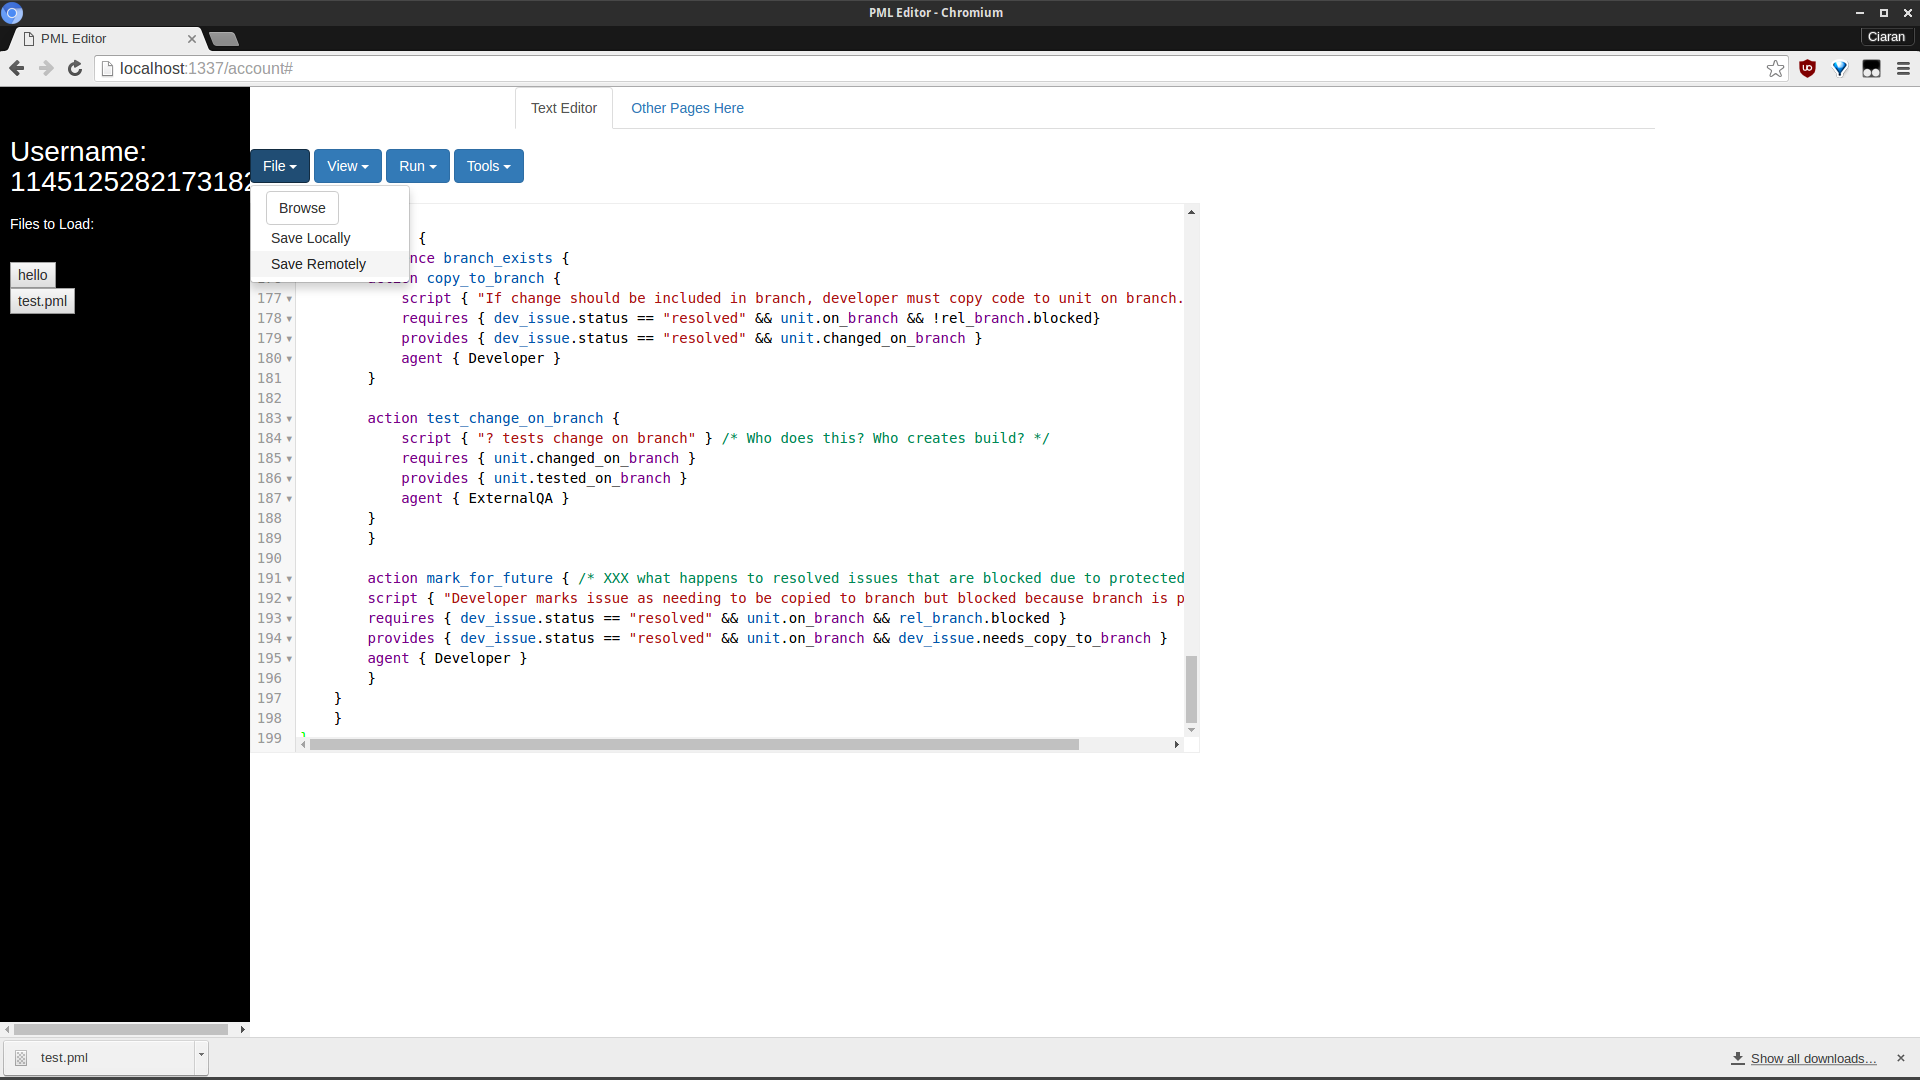 PML Editor - Chromium
PML Editor
Ciaran
localhost:1337/account#
Text Editor
Other Pages Here
Username:
114512528217318
Files to Load:
hello
test.pml
File
View
Run
Tools
Browse
Save Locally
Save Remotely
{
nce branch_exists {
copy_to_branch {
177 script { "If change should be included in branch, developer must copy code to unit on branch.
178 requires { dev_issue.status == "resolved" && unit.on_branch && !rel_branch.blocked}
179 provides { dev_issue.status == "resolved" && unit.changed_on_branch }
180 agent { Developer }
181 }
182
183 action test_change_on_branch {
184 script { "? tests change on branch" } /* Who does this? Who creates build? */
185 requires { unit.changed_on_branch }
186 provides { unit.tested_on_branch }
187 agent { ExternalQA }
188 }
189 }
190
191 action mark_for_future { /* XXX what happens to resolved issues that are blocked due to protected
192 script { "Developer marks issue as needing to be copied to branch but blocked because branch is p
193 requires { dev_issue.status == "resolved" && unit.on_branch && rel_branch.blocked }
194 provides { dev_issue.status == "resolved" && unit.on_branch && dev_issue.needs_copy_to_branch }
195 agent { Developer }
196 }
197 }
198 }
199
test.pml
Show all downloads...